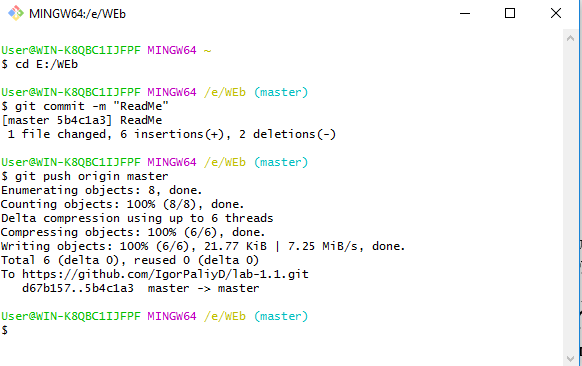 MINGW64:/e/WEb
User@WIN-K8QBC1IJFPF MINGW64 ~
$ cd E:/WEb
User@WIN-K8QBC1IJFPF MINGW64 /e/WEb (master)
$ git commit -m "ReadMe"
[master 5b4c1a3] ReadMe
 1 file changed, 6 insertions(+), 2 deletions(-)
User@WIN-K8QBC1IJFPF MINGW64 /e/WEb (master)
$ git push origin master
Enumerating objects: 8, done.
Counting objects: 100% (8/8), done.
Delta compression using up to 6 threads
Compressing objects: 100% (6/6), done.
Writing objects: 100% (6/6), 21.77 KiB | 7.25 MiB/s, done.
Total 6 (delta 0), reused 0 (delta 0)
To https://github.com/IgorPaliyD/lab-1.1.git
   d67b157..5b4c1a3  master -> master
User@WIN-K8QBC1IJFPF MINGW64 /e/WEb (master)
$